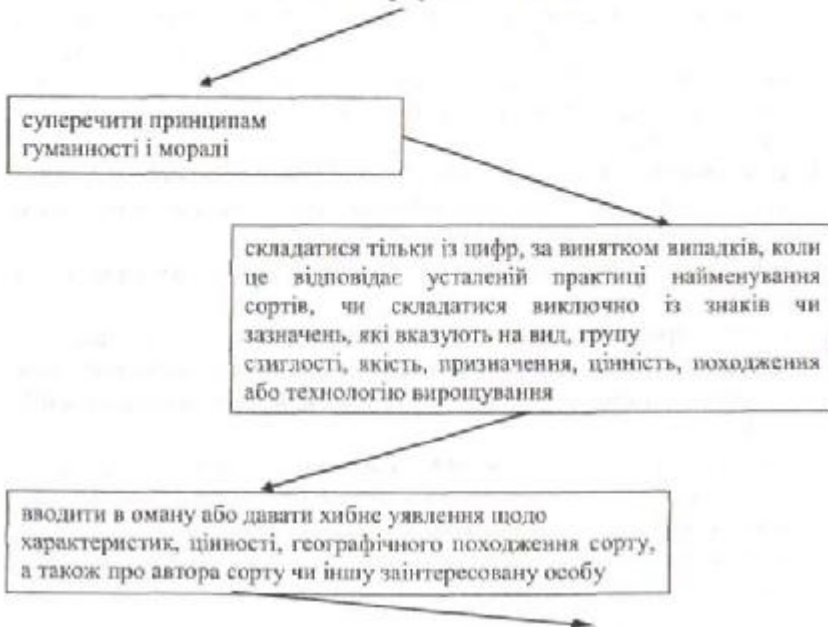 суперечити принципам
гуманності і моралі
складатися тільки із цифр, за винятком випадків, коли
це відповідає усталеній практиці найменування
сортів, чи складатися виключно із знаків чи
зазначень, які вказують на вид, групу
стиглості, якість, призначення, цінність, походження
або технологію вирощування
вводити в оману або давати хибне уявлення щодо
характеристик, цінності, географічного походження сорту,
а також про автора сорту чи іншу заінтересовану особу